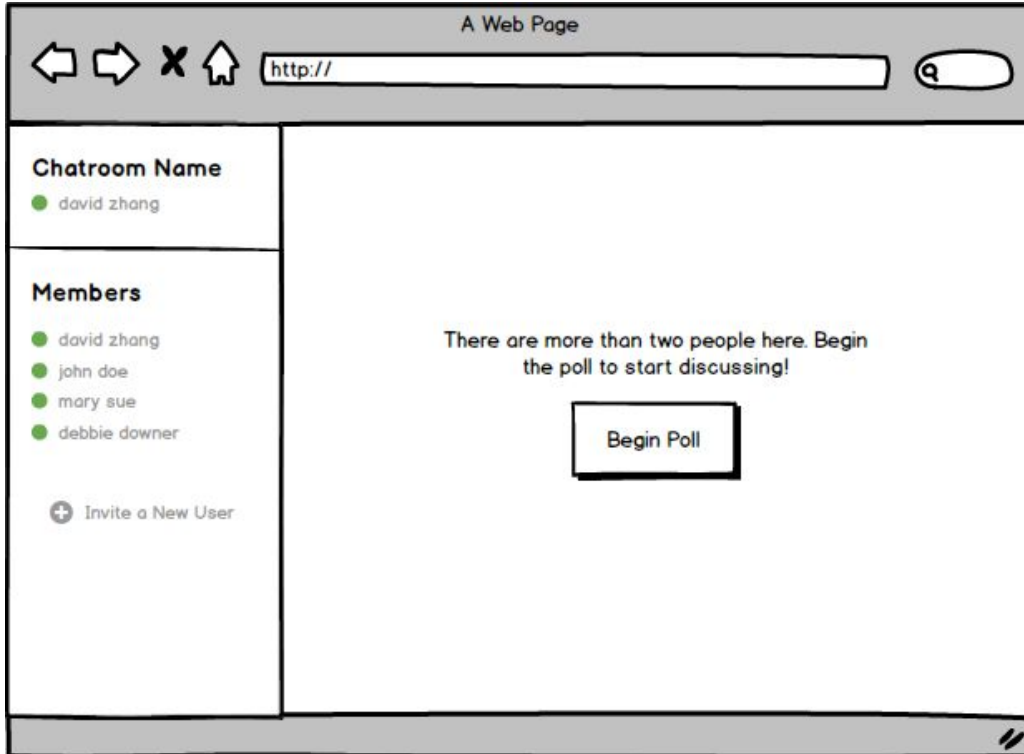 A Web Page
http://
Chatroom Name
david zhang
Members
david zhang
john doe
mary sue
debbie downer
Invite a New User
There are more than two people here. Begin
the poll to start discussing!
Begin Poll